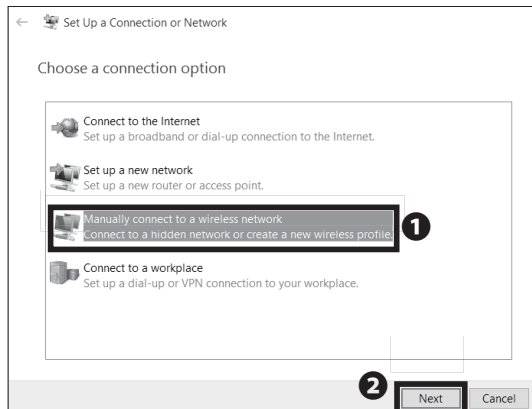 Set Up a Connection or Network
Choose a connection option
Connect to the Internet
Set up a broadband or dial-up connection to the Internet.
Set up a new network
Set up a new router or access point.
Manually connect to a wireless network
Connect to a hidden network or create a new wireless profile.
1
Connect to a workplace
Set up a dial-up or VPN connection to your workplace.
2
Next Cancel